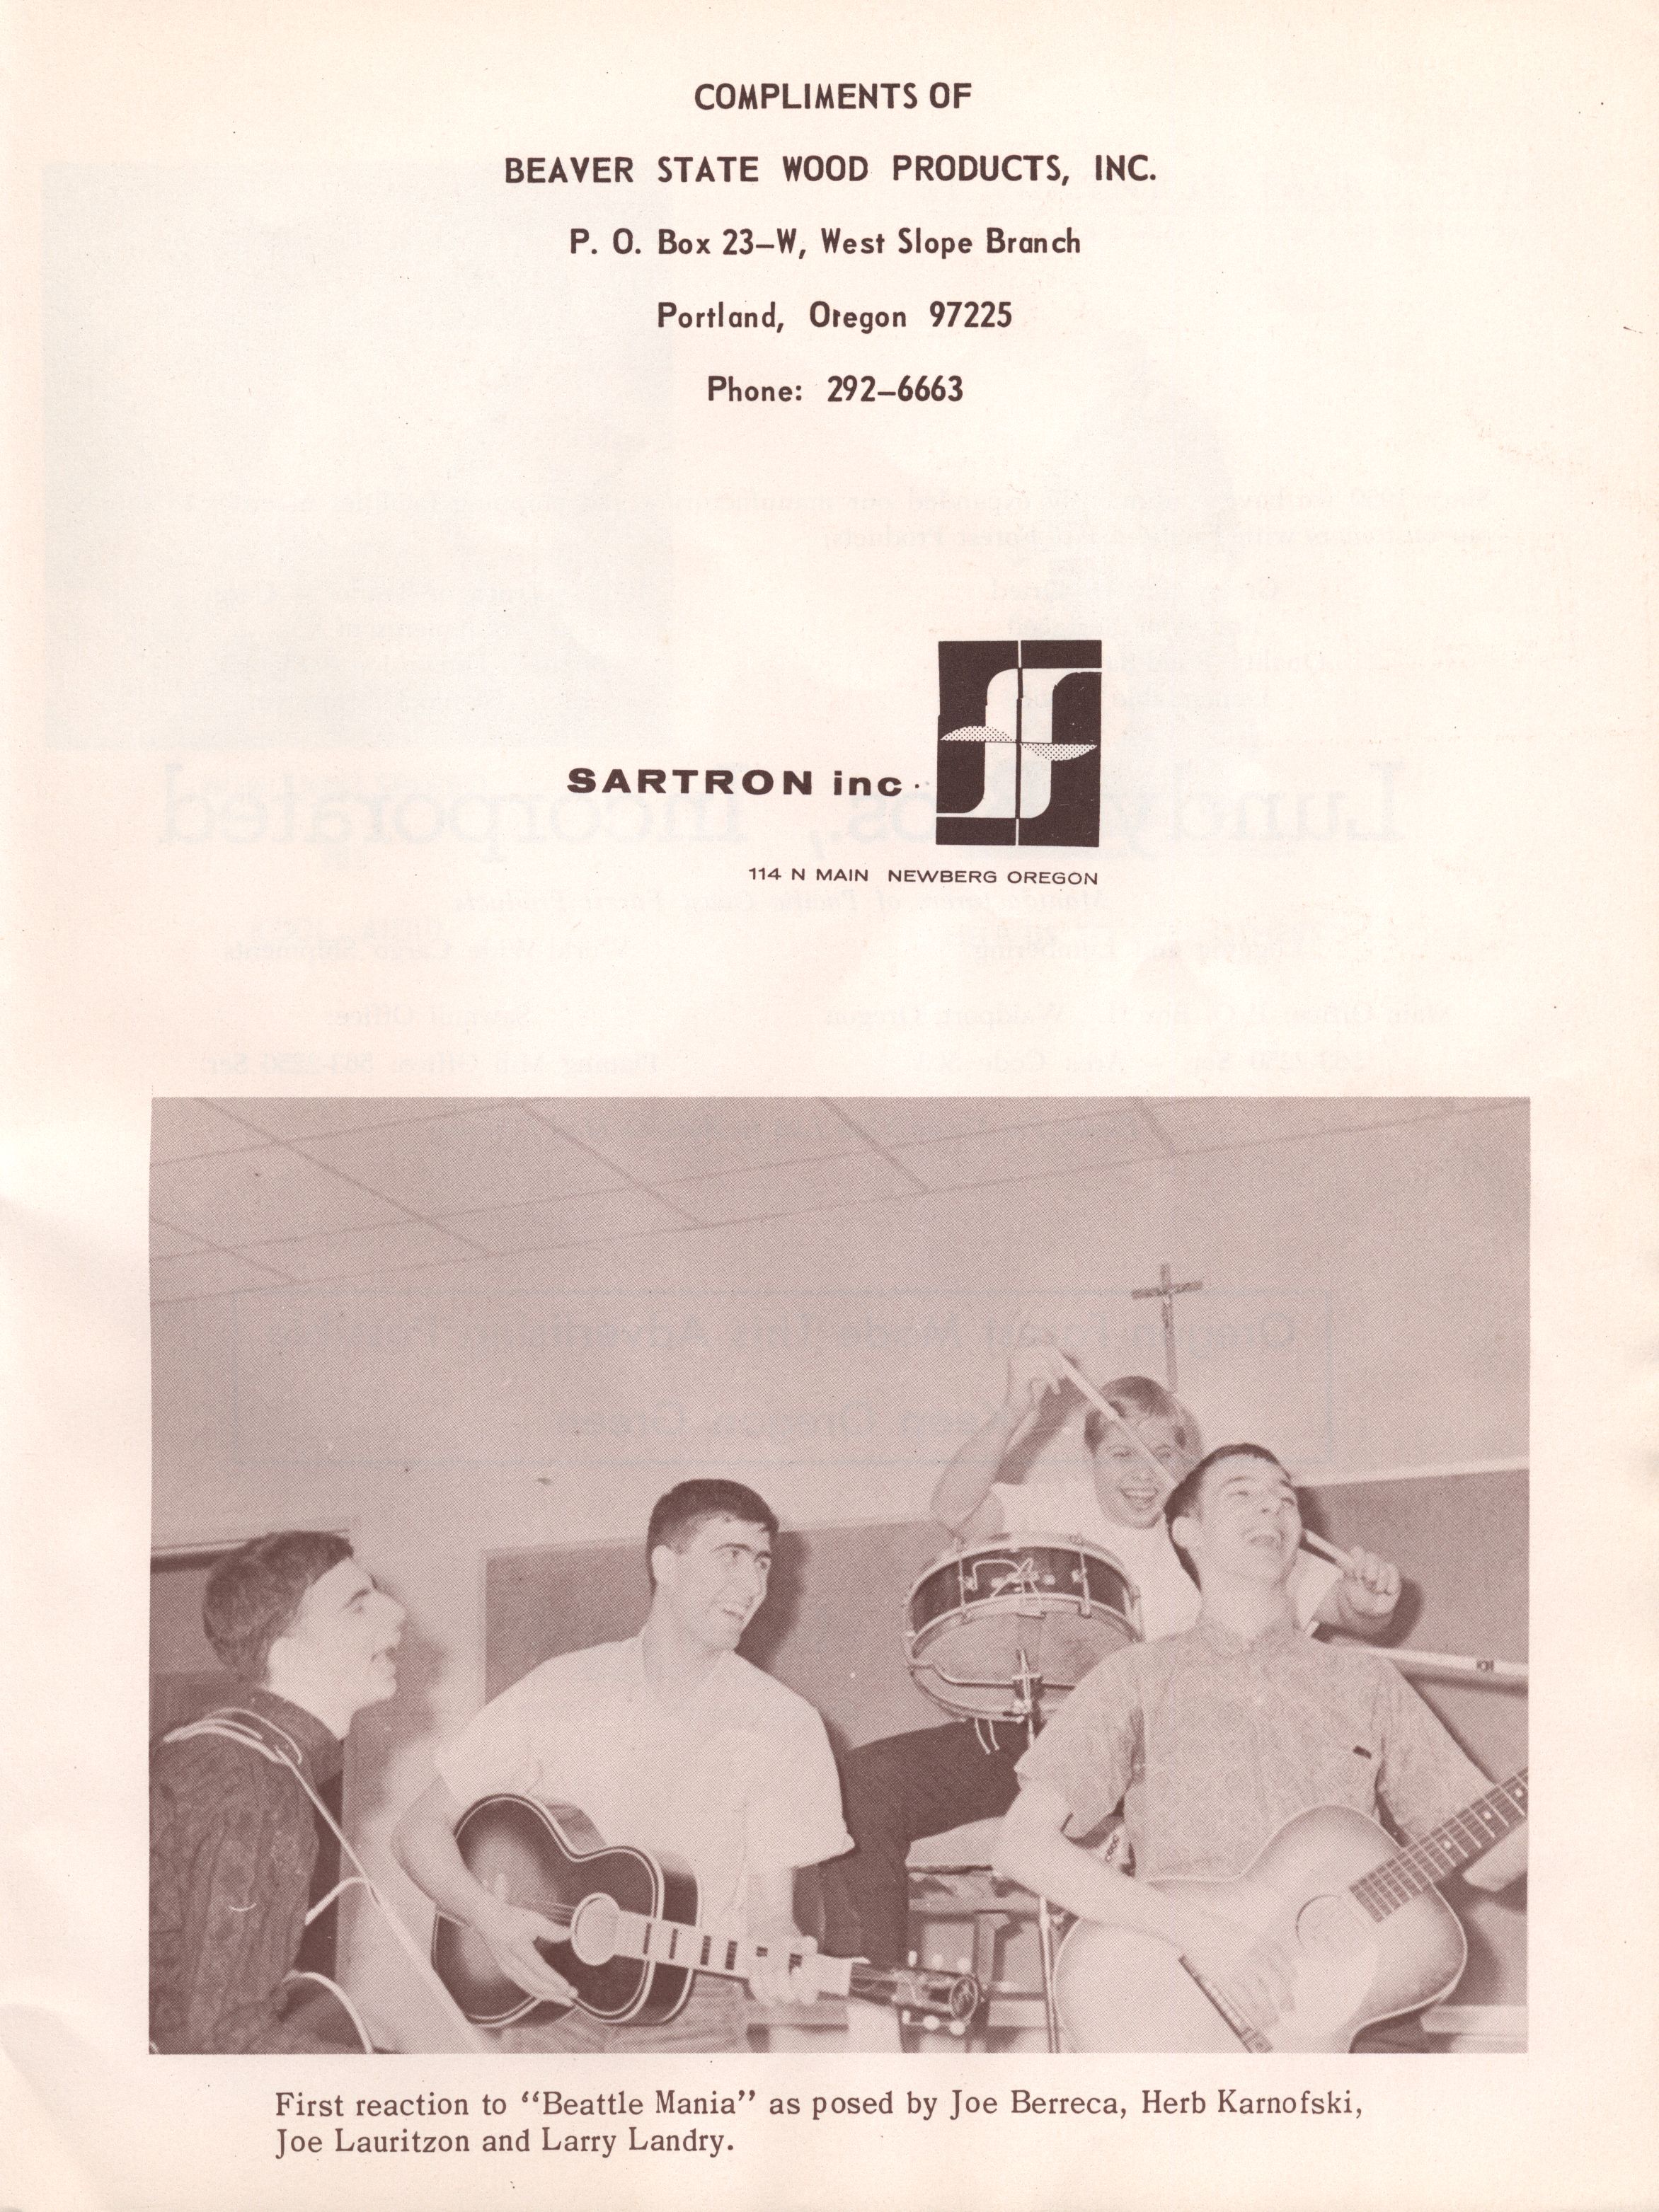 COMPLIMENTS OF
BEAVER STATE WOOD PRODUCTS, INC.
P. O. Box 23–W, West Slope Branch
Portland, Oregon 97225
Phone: 292–6663
SARTRON inc.
114 N MAIN NEWBERG OREGON
First reaction to “Beattle Mania” as posed by Joe Berreca, Herb Karnofski,
Joe Lauritzon and Larry Landry.